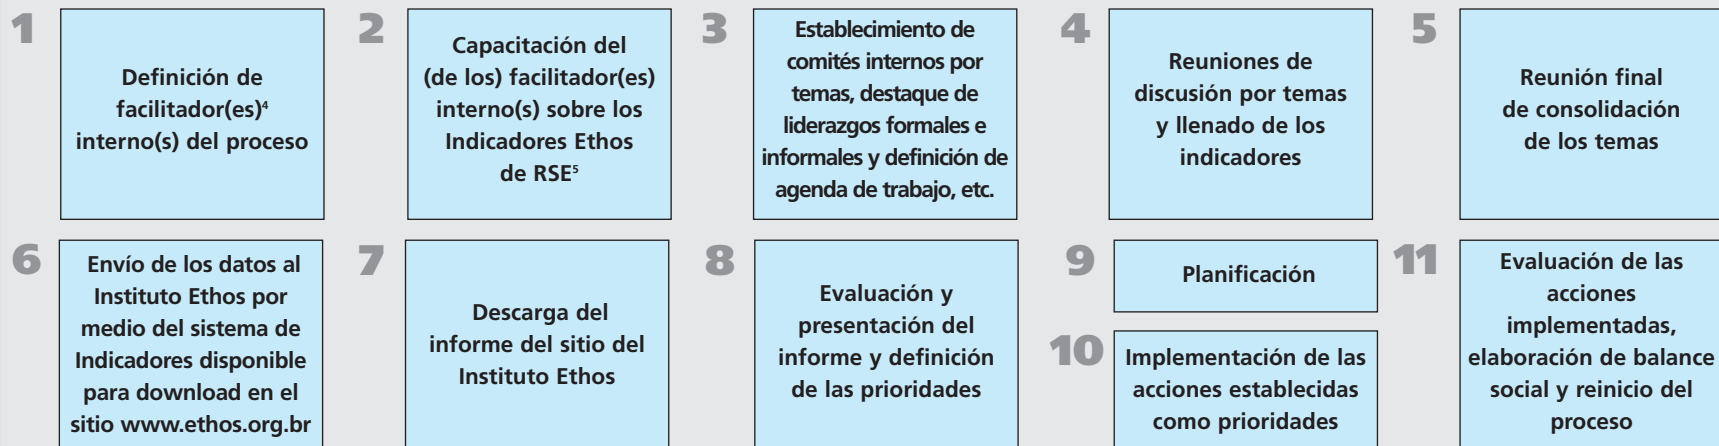 1
Definición de
facilitador(es)⁴
interno(s) del proceso
2
Capacitación del
(de los) facilitador(es)
interno(s) sobre los
Indicadores Ethos
de RSE⁵
3
Establecimiento de
comités internos por
temas, destaque de
liderazgos formales e
informales y definición de
agenda de trabajo, etc.
4
Reuniones de
discusión por temas
y llenado de los
indicadores
5
Reunión final
de consolidación
de los temas
6
Envío de los datos al
Instituto Ethos por
medio del sistema de
Indicadores disponible
para download en el
sitio www.ethos.org.br
7
Descarga del
informe del sitio del
Instituto Ethos
8
Evaluación y
presentación del
informe y definición
de las prioridades
9
Planificación
10
Implementación de las
acciones establecidas
como prioridades
11
Evaluación de las
acciones
implementadas,
elaboración de balance
social y reinicio del
proceso